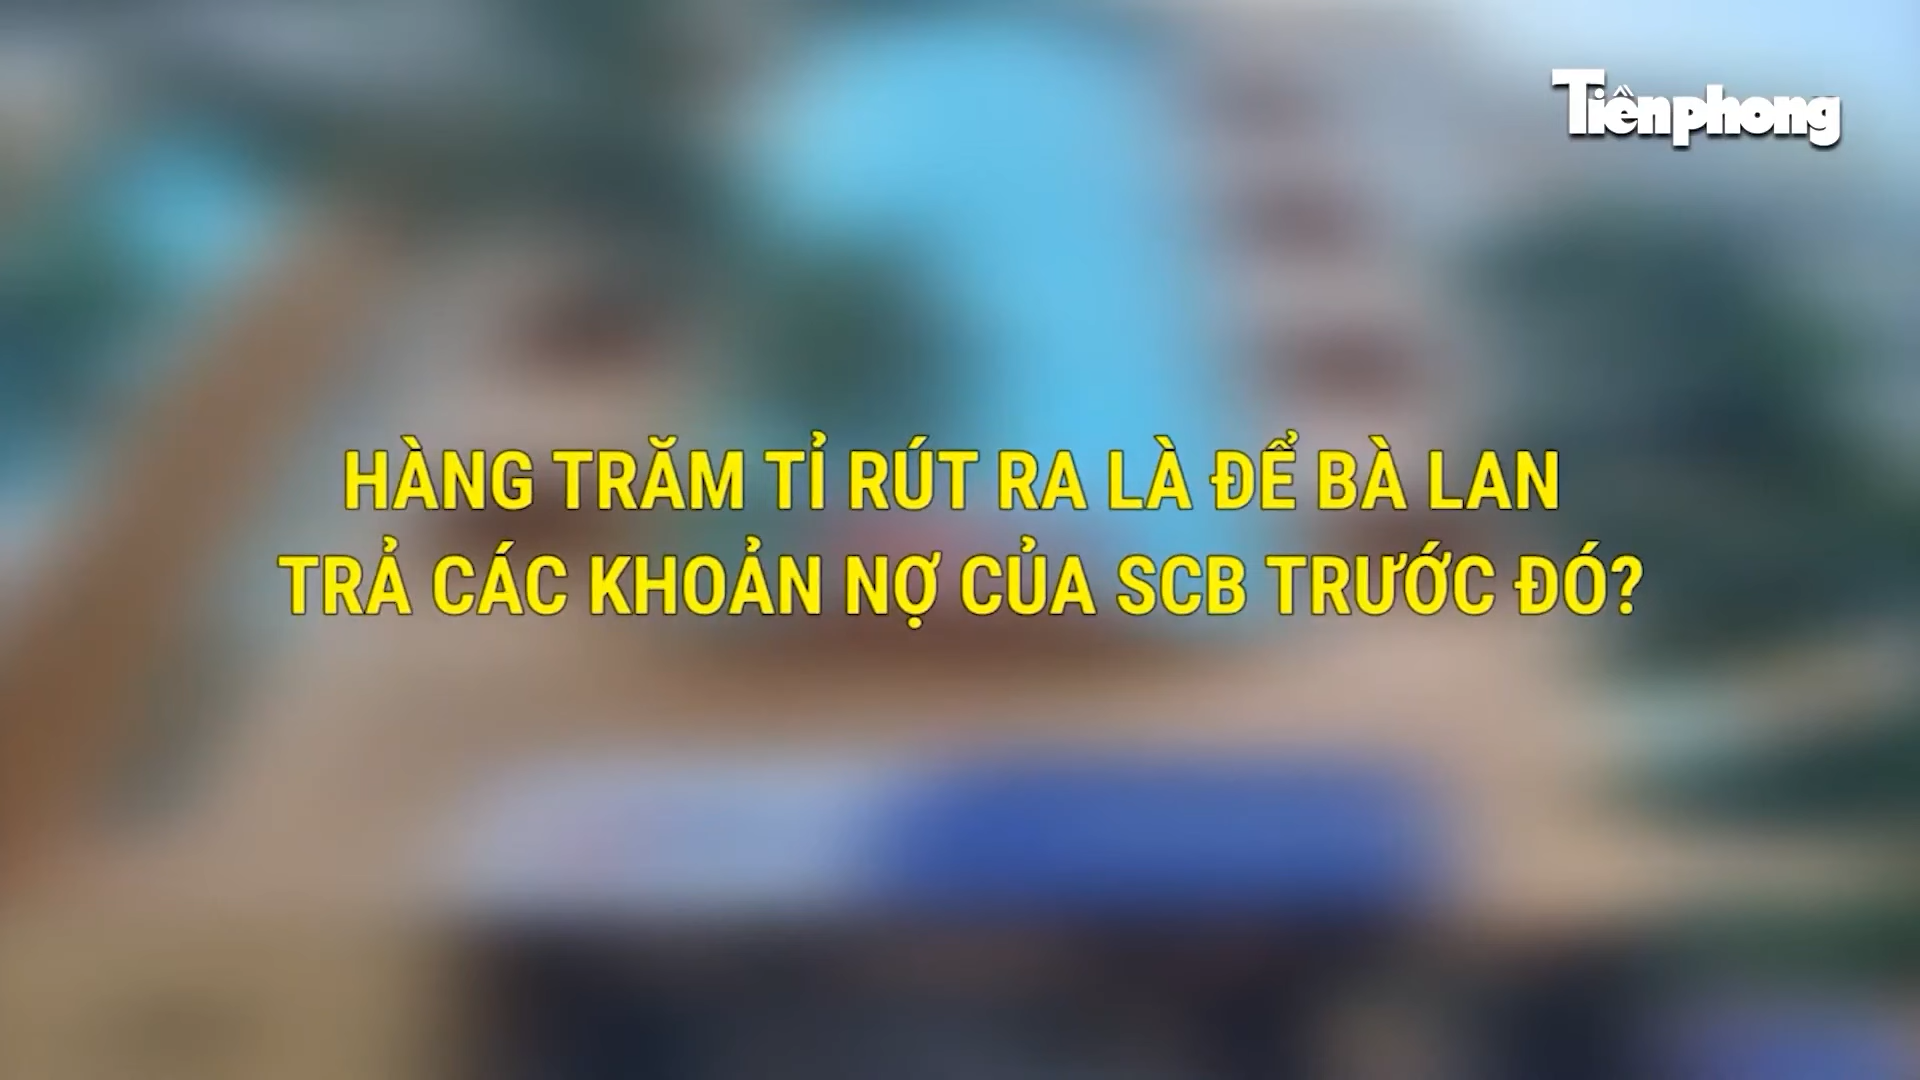 Tiềnphong
HÀNG TRĂM TỈ RÚT RA LÀ ĐỂ BÀ LAN
TRẢ CÁC KHOẢN NỢ CỦA SCB TRƯỚC ĐÓ?